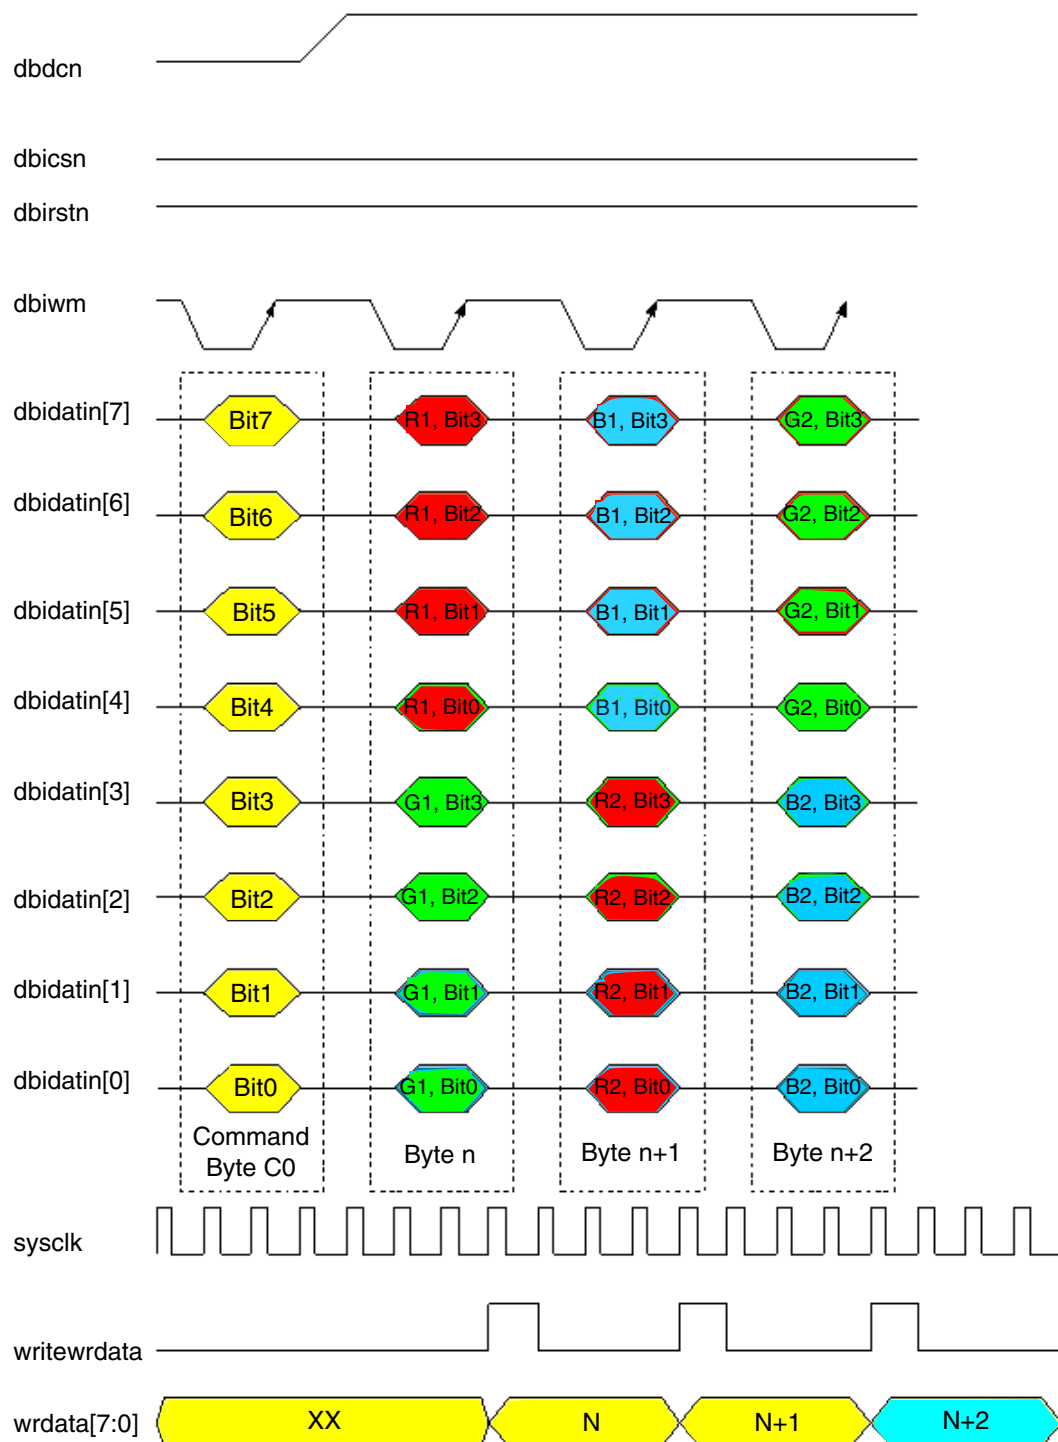 dbdcn
dbicsn
dbirstn
dbiwm
dbidatin[7] Bit7 R1, Bit3 B1, Bit3 G2, Bit3
dbidatin[6] Bit6 R1, Bit2 B1, Bit2 G2, Bit2
dbidatin[5] Bit5 R1, Bit1 B1, Bit1 G2, Bit1
dbidatin[4] Bit4 R1, Bit0 B1, Bit0 G2, Bit0
dbidatin[3] Bit3 G1, Bit3 R2, Bit3 B2, Bit3
dbidatin[2] Bit2 G1, Bit2 R2, Bit2 B2, Bit2
dbidatin[1] Bit1 G1, Bit1 R2, Bit1 B2, Bit1
dbidatin[0] Bit0 G1, Bit0 R2, Bit0 B2, Bit0
Command
Byte C0
Byte n
Byte n+1
Byte n+2
sysclk
writewrdata
wrdata[7:0] XX N N+1 N+2